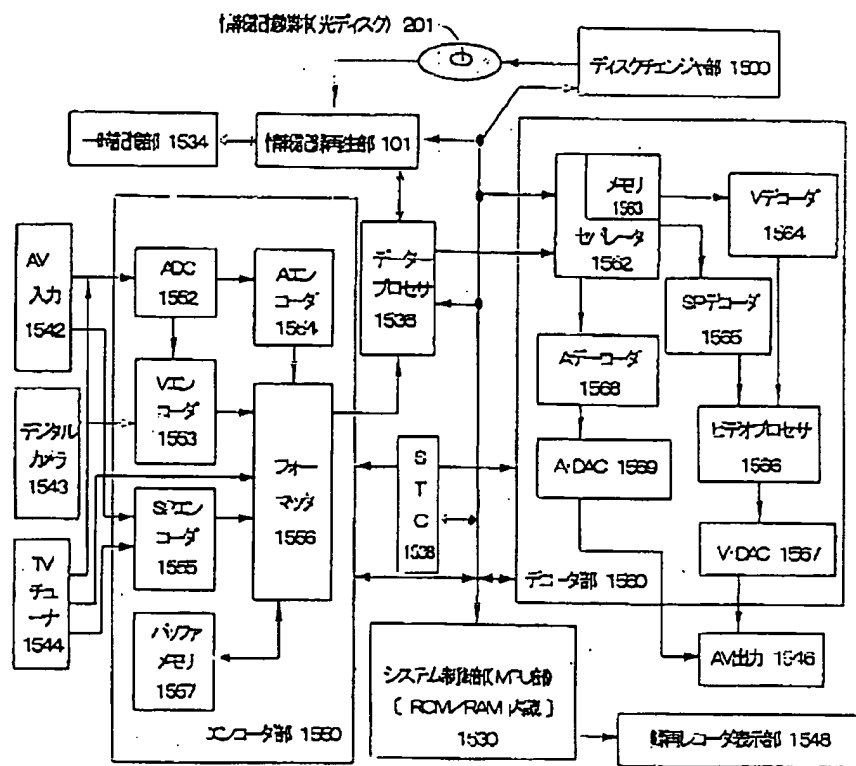 情報記録媒体(光ディスク) 201
ディスクチェンジャ部 1500
一時記憶部 1534
情報記録再生部 101
メモリ
1563
セパレータ
1562
Vデコーダ
1564
AV
入力
1542
ADC
1552
Aエン
コーダ
1554
データー
プロセサ
1536
SPデコーダ
1565
Vエン
コーダ
1553
Aデーコーダ
1568
デジタル
カメラ
1543
フォー
マッタ
1556
S
T
C
1538
ビデオプロセサ
1566
A・DAC 1569
SPエン
コーダ
1555
V・DAC 1567
TV
チュ
ーナ
1544
デコーダ部 1560
バッファ
メモリ
1557
システム制御部(MPU部)
[ ROM/RAM 内蔵 ]
1530
AV出力 1546
エンコーダ部 1550
録再レコーダ表示部 1548